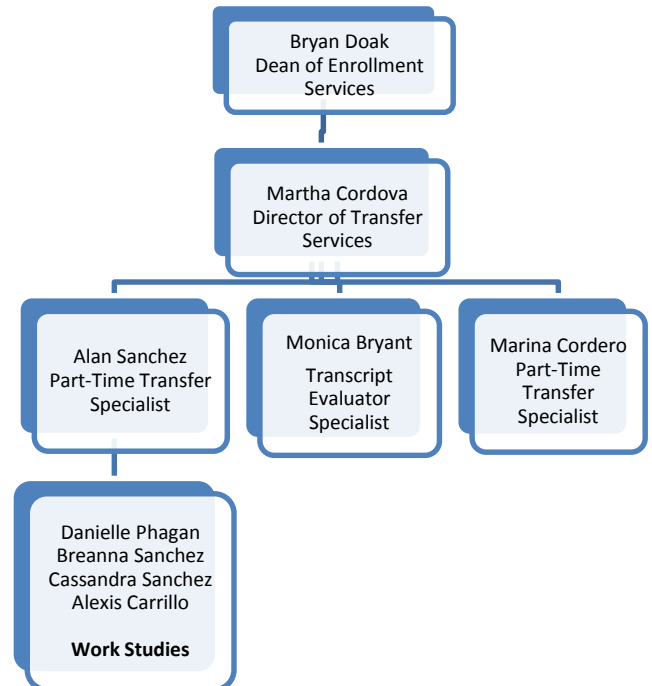 Bryan Doak
Dean of Enrollment
Services
Martha Cordova
Director of Transfer
Services
Alan Sanchez
Part-Time Transfer
Specialist
Monica Bryant
Transcript
Evaluator
Specialist
Marina Cordero
Part-Time
Transfer
Specialist
Danielle Phagan
Breanna Sanchez
Cassandra Sanchez
Alexis Carrillo
Work Studies